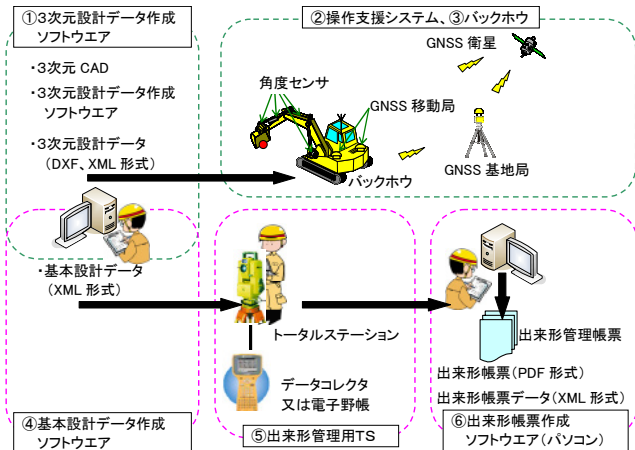 ①３次元設計データ作成
ソフトウエア
・３次元 CAD
・３次元設計データ作成
ソフトウエア
・３次元設計データ
（DXF、XML 形式）
②操作支援システム、③バックホウ
GNSS 衛星
角度センサ
GNSS 移動局
GNSS 基地局
バックホウ
・基本設計データ
（XML 形式）
④基本設計データ作成
ソフトウエア
トータルステーション
データコレクタ
又は電子野帳
⑤出来形管理用ＴＳ
出来形管理帳票
出来形帳票（PDF 形式）
出来形帳票データ（XML 形式）
⑥出来形帳票作成
ソフトウエア（パソコン）